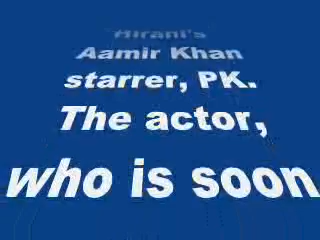 Hirani's
Aamir Khan
starrer, PK.
The actor,
who is soon